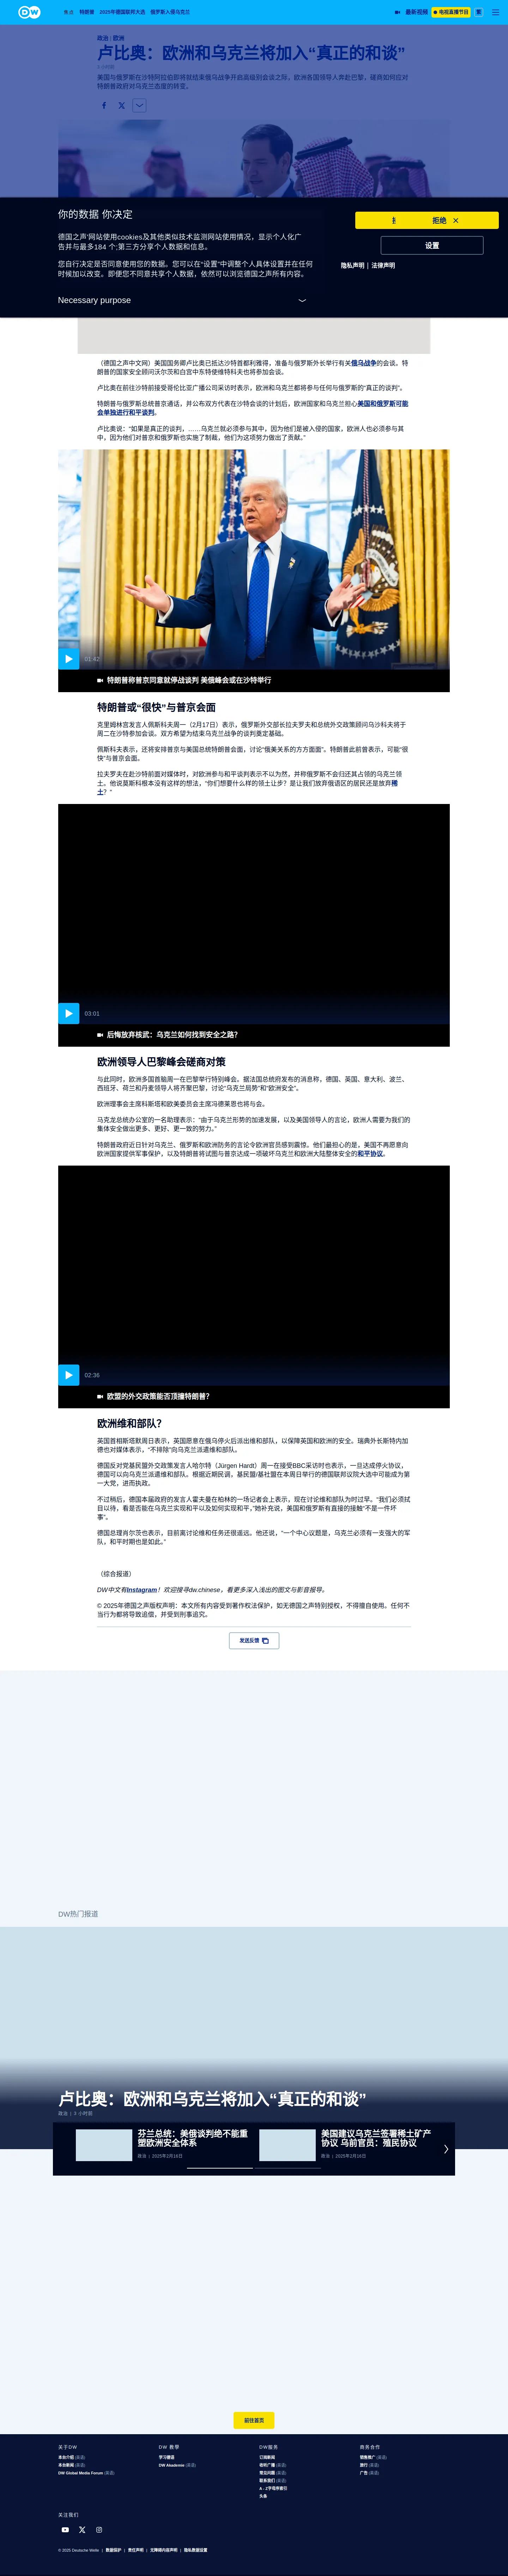 DW
焦点 特朗普 2025年德国联邦大选 俄罗斯入侵乌克兰
最新视频
电视直播节目
繁
政治 | 欧洲
卢比奥：欧洲和乌克兰将加入“真正的和谈”
3 小时前
美国与俄罗斯在沙特阿拉伯即将就结束俄乌战争开启高级别会谈之际，欧洲各国领导人奔赴巴黎，磋商如何应对
特朗普政府对乌克兰态度的转变。
你的数据 你决定
德国之声'网站使用cookies及其他类似技术监测网站使用情况，显示个人化广
告并与最多184 个;第三方分享个人数据和信息。
您自行决定是否同意使用您的数据。您可以在“设置”中调整个人具体设置并在任何
时候加以改变。即便您不同意共享个人数据，依然可以浏览德国之声所有内容。
Necessary purpose
拒绝
设置
隐私声明 | 法律声明
（德国之声中文网）美国国务卿卢比奥已抵达沙特首都利雅得，准备与俄罗斯外长举行有关俄乌战争的会谈。特
朗普的国家安全顾问沃尔茨和白宫中东特使维特科夫也将参加会谈。
卢比奥在前往沙特前接受哥伦比亚广播公司采访时表示，欧洲和乌克兰都将参与任何与俄罗斯的“真正的谈判”。
特朗普与俄罗斯总统普京通话，并公布双方代表在沙特会谈的计划后，欧洲国家和乌克兰担心美国和俄罗斯可能
会单独进行和平谈判。
卢比奥说：“如果是真正的谈判，……乌克兰就必须参与其中，因为他们是被入侵的国家，欧洲人也必须参与其
中，因为他们对普京和俄罗斯也实施了制裁，他们为这项努力做出了贡献。”
01:42
特朗普称普京同意就停战谈判 美俄峰会或在沙特举行
特朗普或“很快”与普京会面
克里姆林宫发言人佩斯科夫周一（2月17日）表示，俄罗斯外交部长拉夫罗夫和总统外交政策顾问乌沙科夫将于
周二在沙特参加会谈。双方希望为结束乌克兰战争的谈判奠定基础。
佩斯科夫表示，还将安排普京与美国总统特朗普会面，讨论“俄美关系的方方面面”。特朗普此前曾表示，可能“很
快”与普京会面。
拉夫罗夫在赴沙特前面对媒体时，对欧洲参与和平谈判表示不以为然，并称俄罗斯不会归还其占领的乌克兰领
土。他说莫斯科根本没有这样的想法，“你们想要什么样的领土让步？是让我们放弃俄语区的居民还是放弃稀
土？”
03:01
后悔放弃核武：乌克兰如何找到安全之路？
欧洲领导人巴黎峰会磋商对策
与此同时，欧洲多国首脑周一在巴黎举行特别峰会。据法国总统府发布的消息称，德国、英国、意大利、波兰、
西班牙、荷兰和丹麦领导人将齐聚巴黎，讨论“乌克兰局势”和“欧洲安全”。
欧洲理事会主席科斯塔和欧美委员会主席冯德莱恩也将与会。
马克龙总统办公室的一名助理表示：“由于乌克兰形势的加速发展，以及美国领导人的言论，欧洲人需要为我们的
集体安全做出更多、更好、更一致的努力。”
特朗普政府近日针对乌克兰、俄罗斯和欧洲防务的言论令欧洲官员感到震惊。他们最担心的是，美国不再愿意向
欧洲国家提供军事保护，以及特朗普将试图与普京达成一项破坏乌克兰和欧洲大陆整体安全的和平协议。
02:36
欧盟的外交政策能否顶撞特朗普？
欧洲维和部队？
英国首相斯塔默周日表示，英国愿意在俄乌停火后派出维和部队，以保障英国和欧洲的安全。瑞典外长斯特内加
德也对媒体表示，“不排除”向乌克兰派遣维和部队。
德国反对党基民盟外交政策发言人哈尔特（Jürgen Hardt）周一在接受BBC采访时也表示，一旦达成停火协议，
德国可以向乌克兰派遣维和部队。根据近期民调，基民盟/基社盟在本周日举行的德国联邦议院大选中可能成为第
一大党，进而执政。
不过稍后，德国本届政府的发言人霍夫曼在柏林的一场记者会上表示，现在讨论维和部队为时过早。“我们必须拭
目以待，看是否能在乌克兰实现和平以及如何实现和平。”她补充说，美国和俄罗斯有直接的接触“不是一件坏
事”。
德国总理肖尔茨也表示，目前离讨论维和任务还很遥远。他还说，“一个中心议题是，乌克兰必须有一支强大的军
队，和平时期也是如此。”
（综合报道）
DW中文有Instagram！欢迎搜寻dw.chinese，看更多深入浅出的图文与影音报导。
© 2025年德国之声版权声明：本文所有内容受到著作权法保护，如无德国之声特别授权，不得擅自使用。任何不
当行为都将导致追偿，并受到刑事追究。
发送反馈
DW热门报道
卢比奥：欧洲和乌克兰将加入“真正的和谈”
政治 | 3 小时前
芬兰总统：美俄谈判绝不能重
塑欧洲安全体系
政治 | 2025年2月16日
美国建议乌克兰签署稀土矿产
协议 乌前官员：殖民协议
政治 | 2025年2月16日
前往首页
关于DW
本台介绍 (英语)
本台新闻 (英语)
DW Global Media Forum (英语)
DW 教学
学习德语
DW Akademie (英语)
DW服务
订阅新闻
收听广播 (英语)
常见问题 (英语)
联系我们 (英语)
A - Z字母序索引
头条
商务合作
销售推广 (英语)
旅行 (英语)
广告 (英语)
关注我们
© 2025 Deutsche Welle | 数据保护 | 责任声明 | 无障碍内容声明 | 隐私数据设置